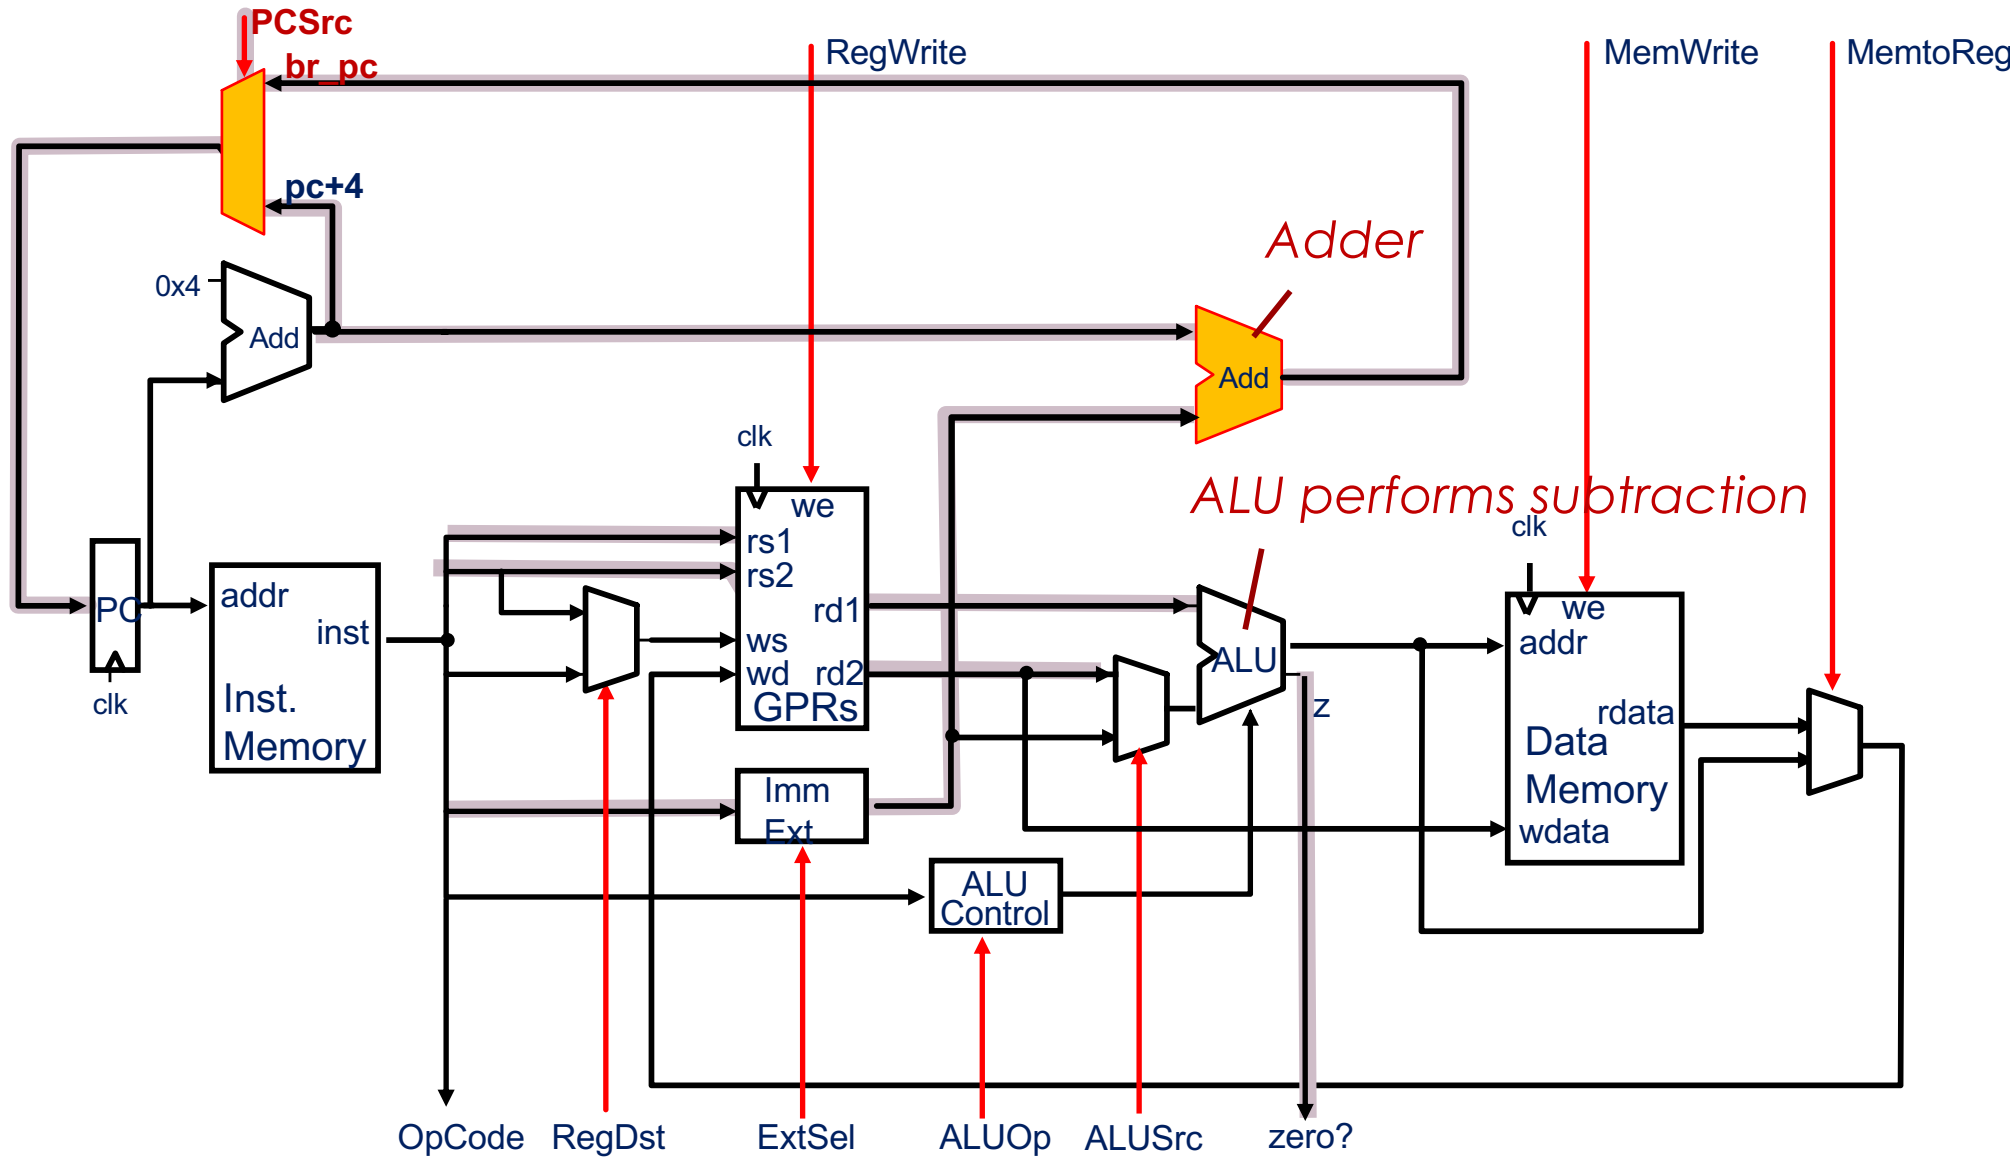 PCSrc
br_pc
RegWrite
MemWrite
MemtoReg
pc+4
Adder
0x4
Add
Add
clk
we
rs1
rs2
rd1
ws
wd
rd2
GPRs
ALU performs subtraction
clk
we
addr
rdata
Data
Memory
wdata
PC
clk
addr
inst
Inst.
Memory
ALU
z
Imm
Ext
ALU
Control
OpCode
RegDst
ExtSel
ALUOp
ALUSrc
zero?